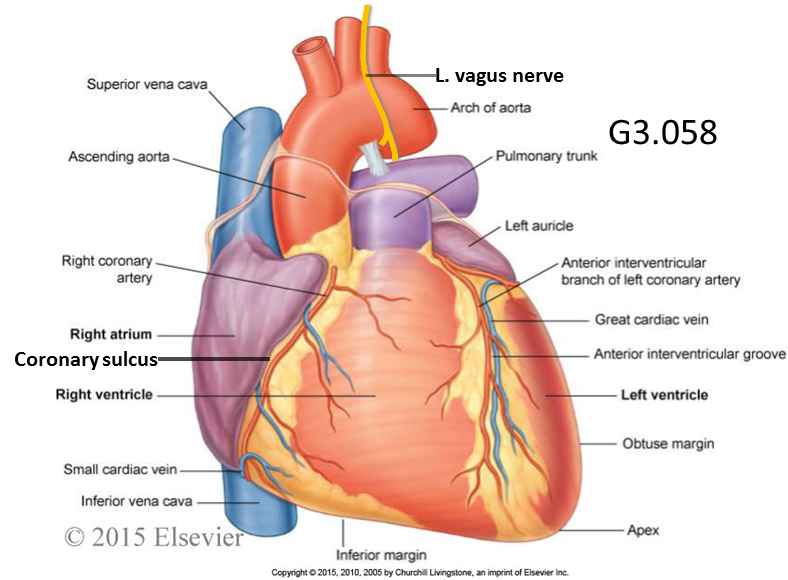 L. vagus nerve
Superior vena cava
Arch of aorta
G3.058
Ascending aorta
Pulmonary trunk
Left auricle
Right coronary
artery
Anterior interventricular
branch of left coronary artery
Great cardiac vein
Right atrium
Anterior interventricular groove
Coronary sulcus
Right ventricle
Left ventricle
Obtuse margin
Small cardiac vein
Inferior vena cava
© 2015 Elsevier
Apex
Inferior margin
Copyright © 2015, 2010, 2005 by Churchill Livingstone, an imprint of Elsevier Inc.